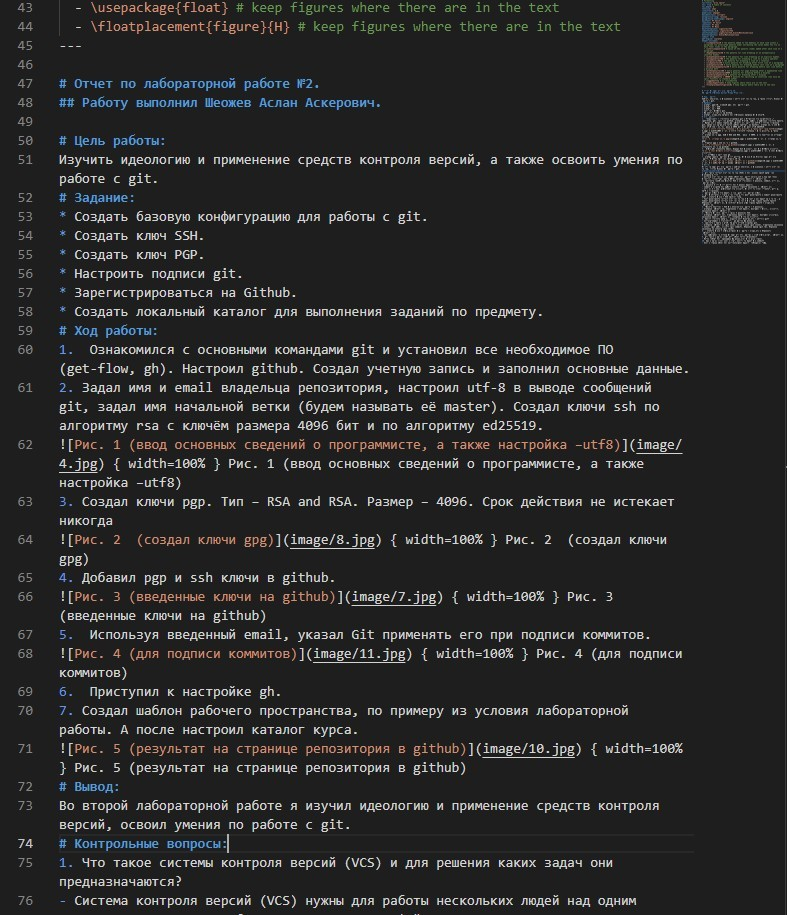 43 - \usepackage{float} # keep figures where there are in the text
44 - \floatplacement{figure}{H} # keep figures where there are in the text
45 ---
46
47 # Отчет по лабораторной работе №2.
48 ## Работу выполнил Шеожев Аслан Аскерович.
49
50 # Цель работы:
51 Изучить идеологию и применение средств контроля версий, а также освоить умения по
работе с git.
52 # Задание:
53 * Создать базовую конфигурацию для работы с git.
54 * Создать ключ SSH.
55 * Создать ключ PGP.
56 * Настроить подписи git.
57 * Зарегистрироваться на Github.
58 * Создать локальный каталог для выполнения заданий по предмету.
59 # Ход работы:
60 1.  Ознакомился с основными командами git и установил все необходимое ПО
(get-flow, gh). Настроил github. Создал учетную запись и заполнил основные данные.
61 2. Задал имя и email владельца репозитория, настроил utf-8 в выводе сообщений
git, задал имя начальной ветки (будем называть её master). Создал ключи ssh по
алгоритму rsa с ключём размера 4096 бит и по алгоритму ed25519.
62 ![Рис. 1 (ввод основных сведений о программисте, а также настройка –utf8)](image/
4.jpg) { width=100% } Рис. 1 (ввод основных сведений о программисте, а также
настройка –utf8)
63 3. Создал ключи pgp. Тип – RSA and RSA. Размер – 4096. Срок действия не истекает
никогда
64 ![Рис. 2  (создал ключи gpg)](image/8.jpg) { width=100% } Рис. 2  (создал ключи
gpg)
65 4. Добавил pgp и ssh ключи в github.
66 ![Рис. 3 (введенные ключи на github)](image/7.jpg) { width=100% } Рис. 3
(введенные ключи на github)
67 5.  Используя введенный email, указал Git применять его при подписи коммитов.
68 ![Рис. 4 (для подписи коммитов)](image/11.jpg) { width=100% } Рис. 4 (для подписи
коммитов)
69 6.  Приступил к настройке gh.
70 7. Создал шаблон рабочего пространства, по примеру из условия лабораторной
работы. А после настроил каталог курса.
71 ![Рис. 5 (результат на странице репозитория в github)](image/10.jpg) { width=100%
} Рис. 5 (результат на странице репозитория в github)
72 # Вывод:
73 Во второй лабораторной работе я изучил идеологию и применение средств контроля
версий, освоил умения по работе с git.
74 # Контрольные вопросы:
75 1. Что такое системы контроля версий (VCS) и для решения каких задач они
предназначаются?
76 - Система контроля версий (VCS) нужны для работы нескольких людей над одним